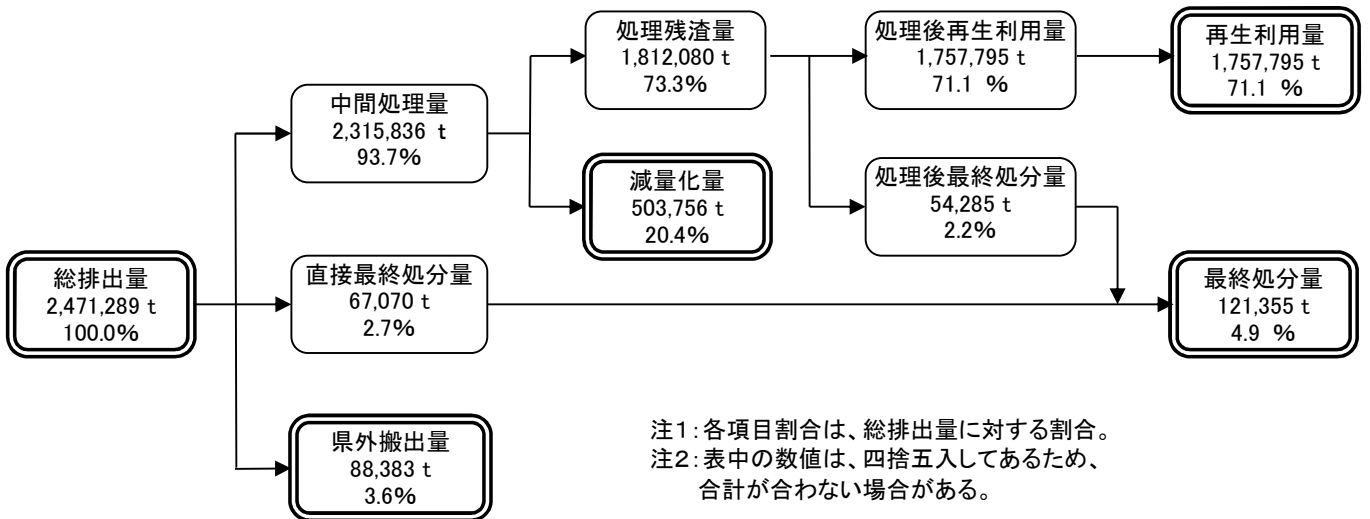 総排出量
2,471,289 t
100.0%
中間処理量
2,315,836 t
93.7%
直接最終処分量
67,070 t
2.7%
県外搬出量
88,383 t
3.6%
処理残渣量
1,812,080 t
73.3%
減量化量
503,756 t
20.4%
処理後再生利用量
1,757,795 t
71.1 %
処理後最終処分量
54,285 t
2.2%
再生利用量
1,757,795 t
71.1 %
最終処分量
121,355 t
4.9 %
注1:各項目割合は、総排出量に対する割合。
注2:表中の数値は、四捨五入してあるため、
合計が合わない場合がある。